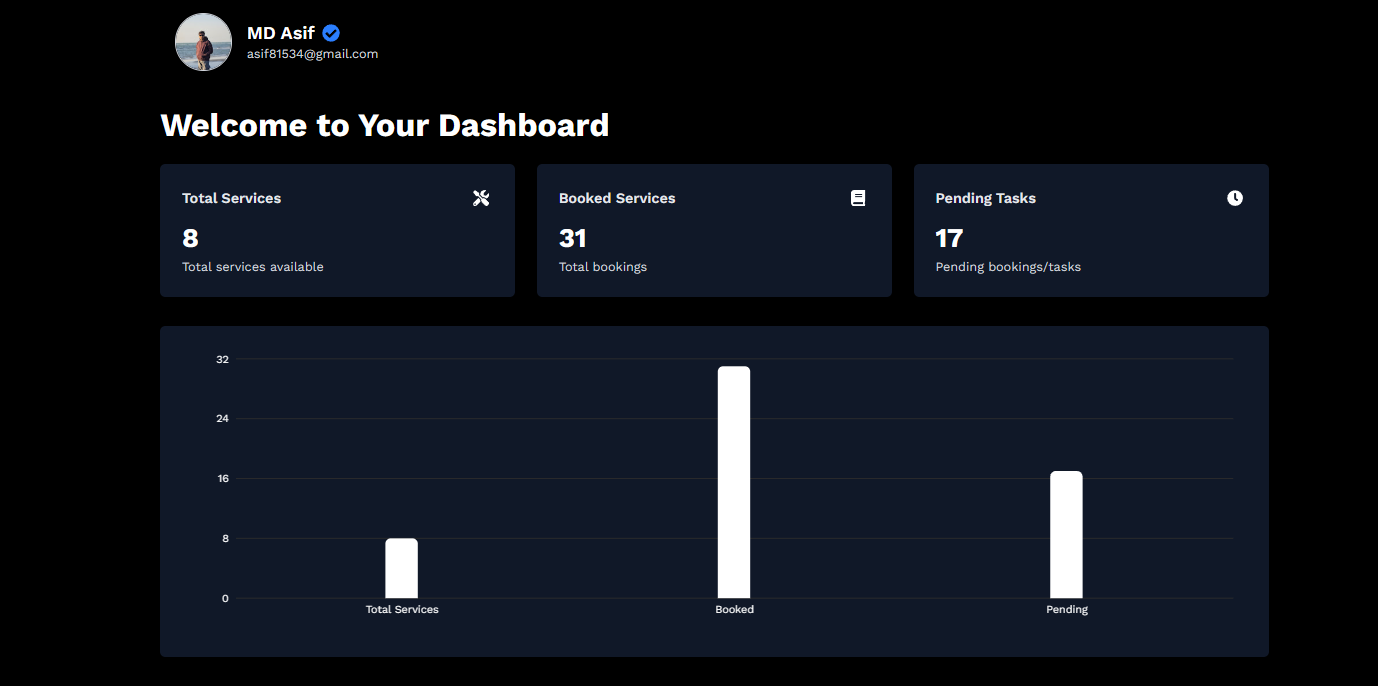 MD Asif
asif81534@gmail.com
Welcome to Your Dashboard
Total Services
8
Total services available
Booked Services
31
Total bookings
Pending Tasks
17
Pending bookings/tasks
32
24
16
8
0
Total Services
Booked
Pending